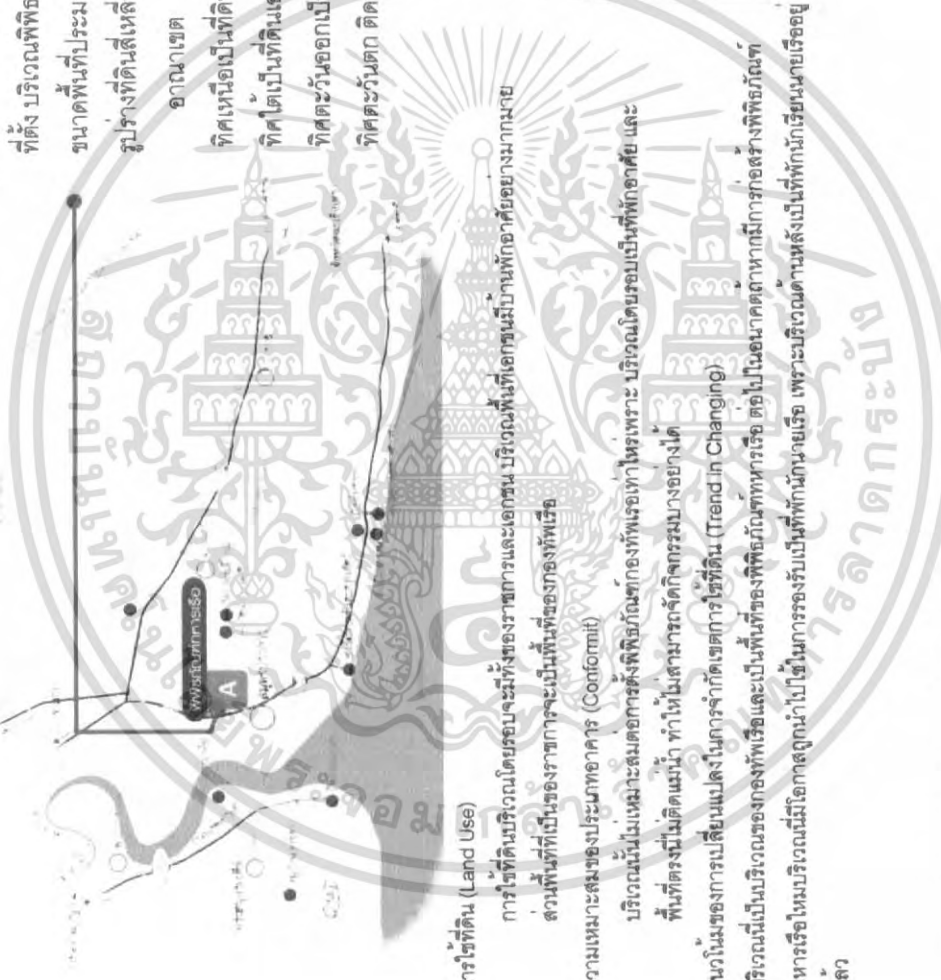 ที่ตั้ง บริเวณพิพิธ
ขนาดพื้นที่ประมา
รูปร่างที่ดินสี่เหลี่
อาณาเขต
ทิศเหนือเป็นที่ดิ
ทิศใต้เป็นที่ดินเอ
ทิศตะวันออกเป็
ทิศตะวันตก ติด
พิพิธภัณฑ์ทหารเรือ
A
ารใช้ที่ดิน (Land Use)
การใช้ที่ดินบริเวณโดยรอบจะมีทั้งของราชการและเอกชน บริเวณพื้นที่เอกชนมีบ้านพักอาศัยอย่างมากมาย
ส่วนพื้นที่ที่เป็นของราชการจะเป็นพื้นที่ของกองทัพเรือ
วามเหมาะสมของประเภทอาคาร (Conformit)
บริเวณนั้นไม่เหมาะสมต่อการตั้งพิพิธภัณฑ์กองทัพเรือเท่าไหร่เพราะ บริเวณโดยรอบเป็นที่พักอาศัย และ
พื้นที่ตรงนี้ไม่ติดแม่น้ำ ทำให้ไม่สามารถจัดกิจกรรมบางอย่างได้
นวโน้มของการเปลี่ยนแปลงในการจำกัดเขตการใช้ที่ดิน (Trend in Changing)
ริเวณนี้เป็นบริเวณของกองทัพเรือและเป็นพื้นที่ของพิพิธภัณฑ์ทหารเรือ ต่อไปในอนาคตถ้าหากมีการก่อสร้างพิพิธภัณฑ์
หารเรือใหม่บริเวณนี้มีโอกาสถูกนำไปใช้ในการรองรับเป็นที่พักนักนายเรือ เพราะบริเวณด้านหลังเป็นที่พักนักเรียนนายเรืออยู่
ล้ว